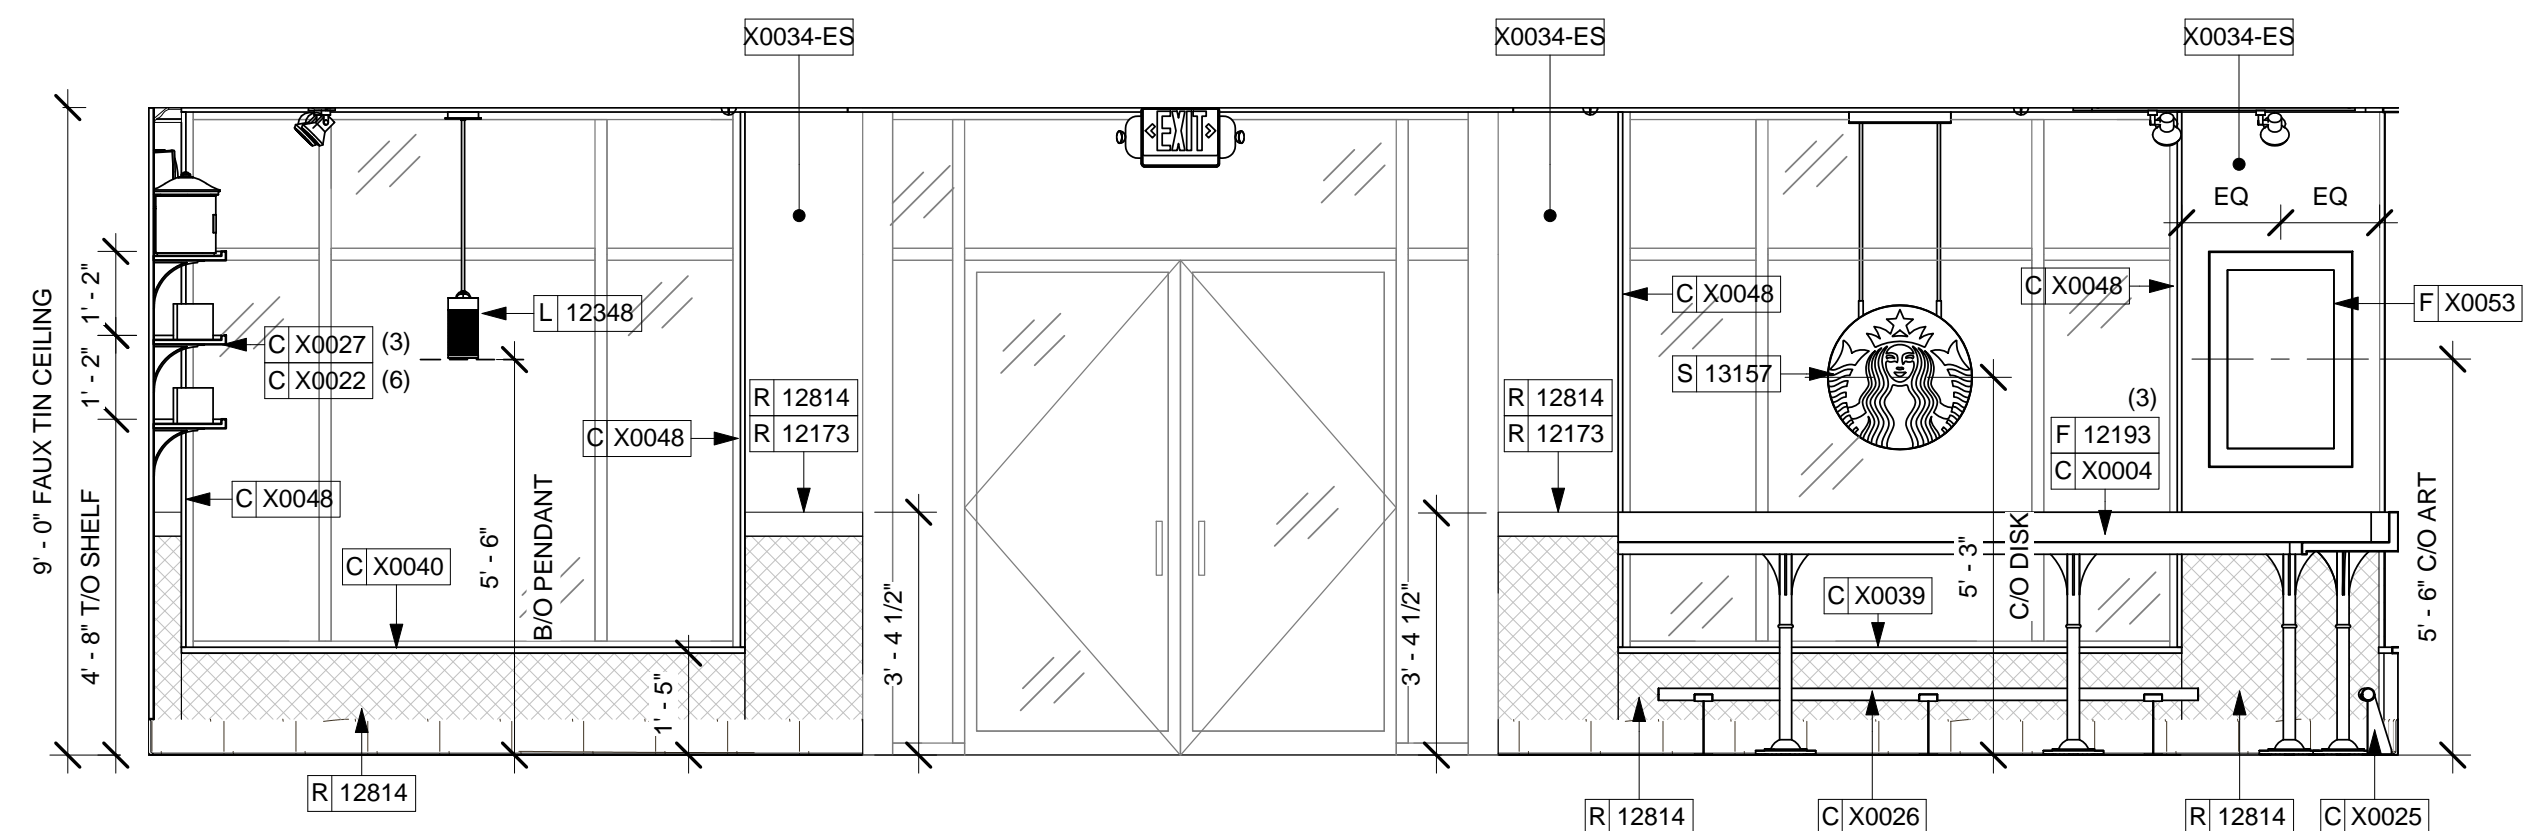 X0034-ES
X0034-ES
X0034-ES
EXIT
EQ
EQ
9' - 0" FAUX TIN CEILING
4' - 8" T/O SHELF
1' - 2"
1' - 2"
C X0027 (3)
C X0022 (6)
L 12348
C X0048
C X0048
C X0040
5' - 6"
B/O PENDANT
1' - 5"
R 12814
R 12814
R 12173
3' - 4 1/2"
3' - 4 1/2"
R 12814
R 12173
C X0048
S 13157
C X0048
F X0053
(3)
F 12193
C X0004
5' - 3"
C/O DISK
C X0039
5' - 6" C/O ART
R 12814
C X0026
R 12814
C X0025